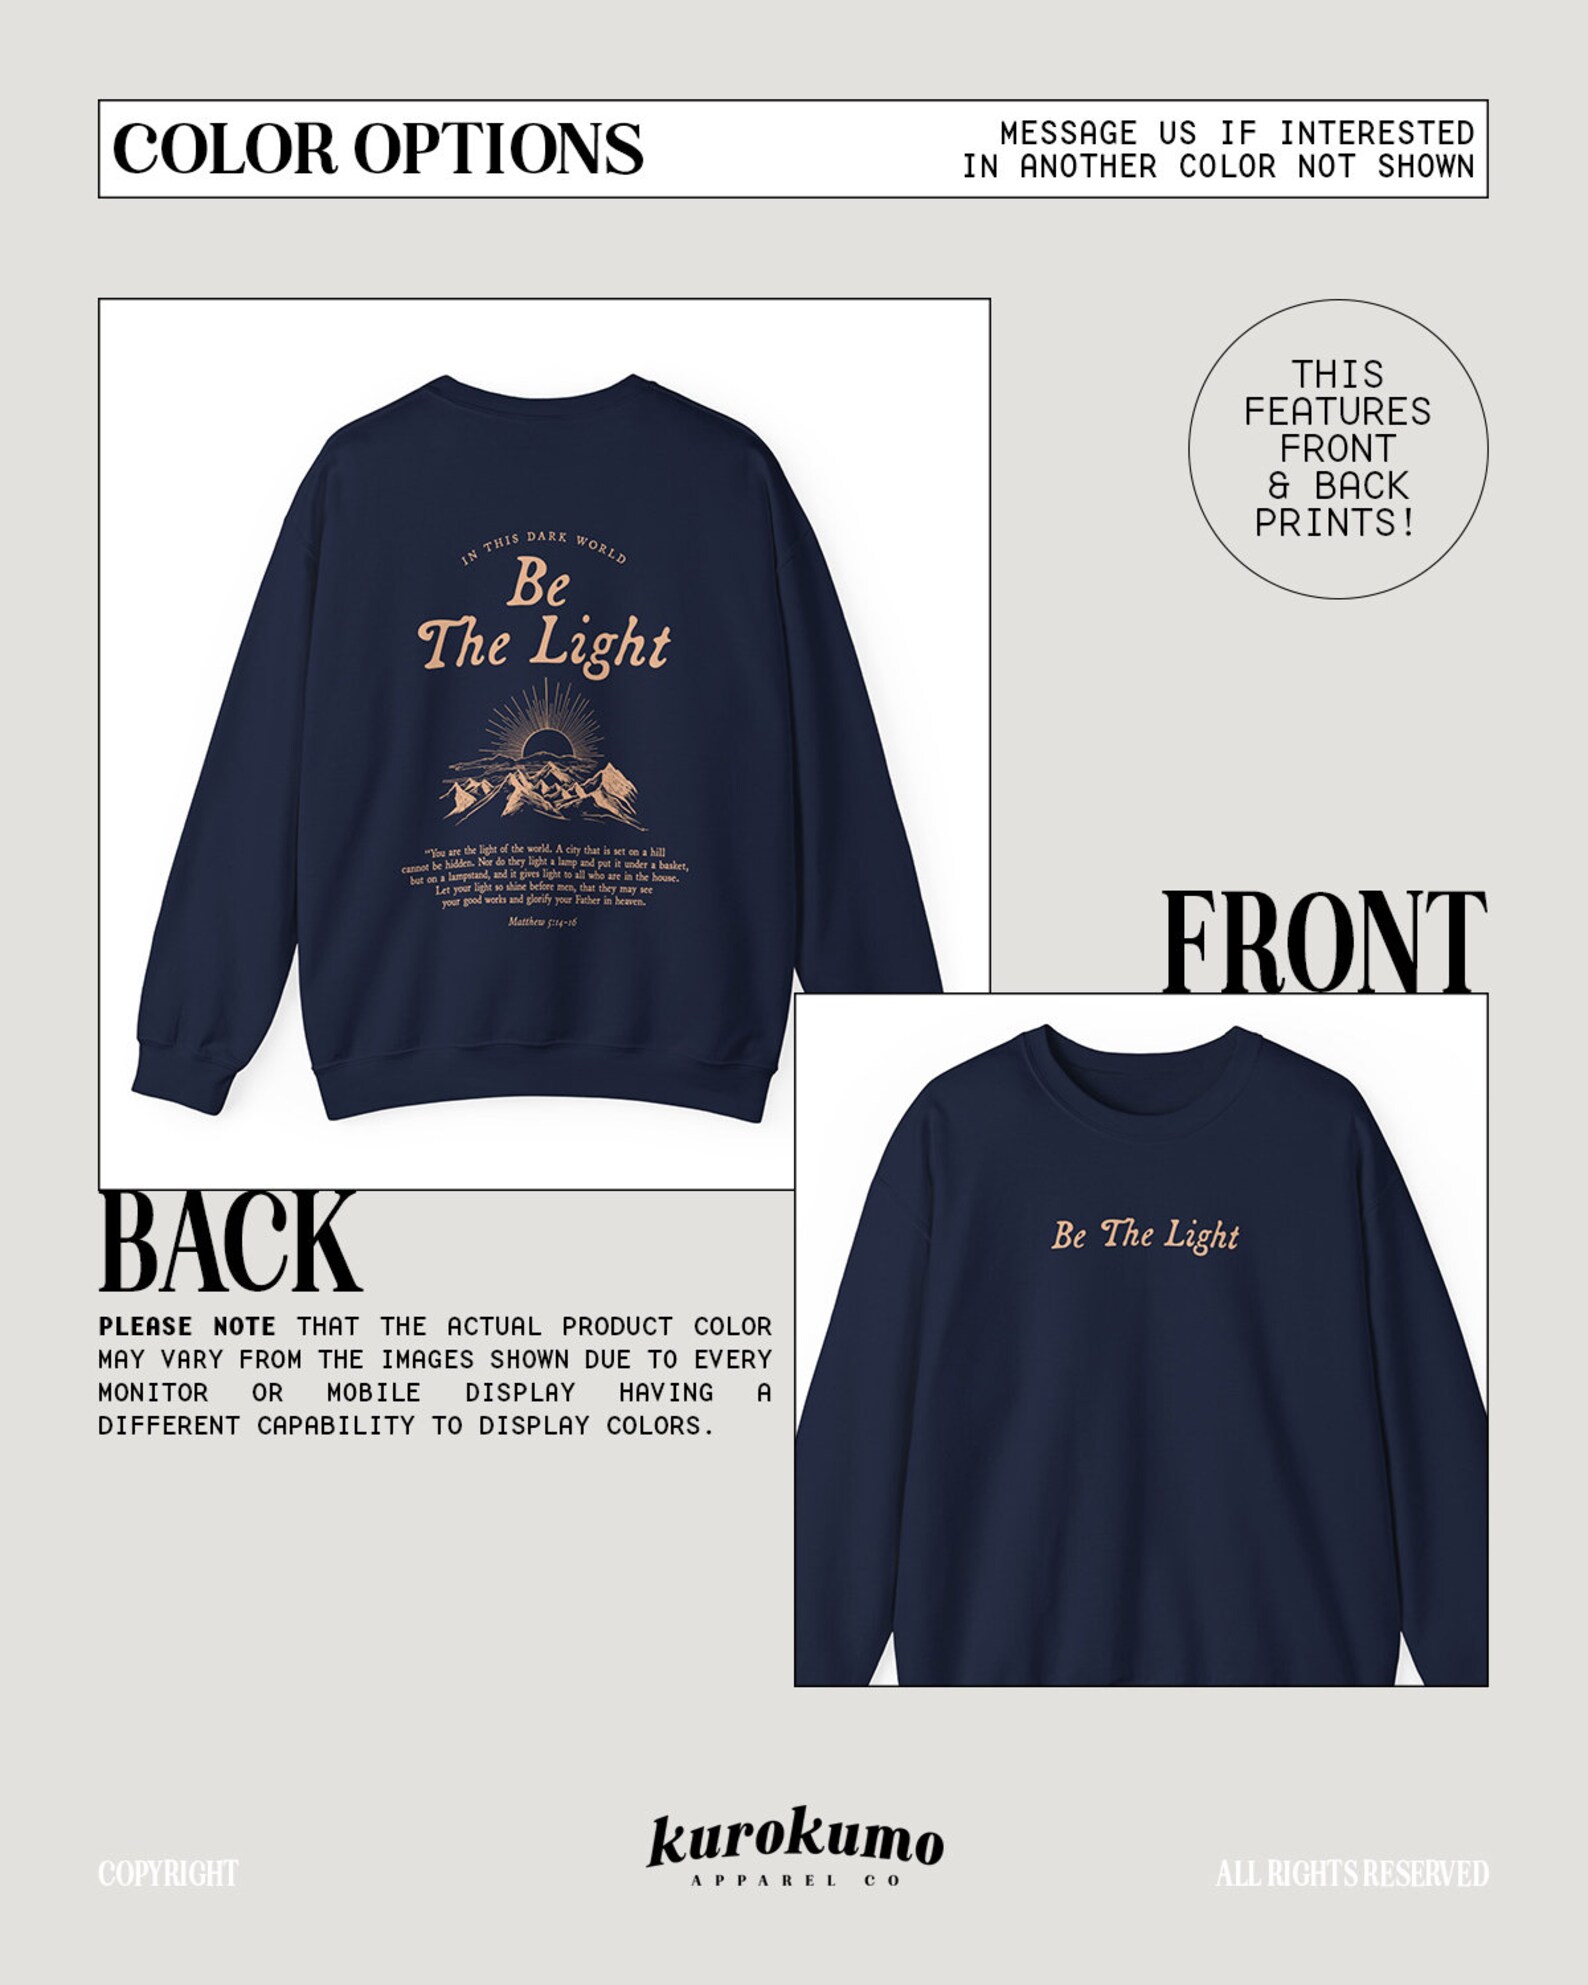 COLOR OPTIONS
MESSAGE US IF INTERESTED
IN ANOTHER COLOR NOT SHOWN
THIS
FEATURES
FRONT
& BACK
PRINTS!
IN THIS DARK WORLD
Be
The Light
“You are the light of the world. A city that is set on a hill
cannot be hidden. Nor do they light a lamp and put it under a basket,
but on a lampstand, and it gives light to all who are in the house.
Let your light so shine before men, that they may see
your good works and glorify your Father in heaven.
Matthew 5:14-16
BACK
PLEASE NOTE THAT THE ACTUAL PRODUCT COLOR
MAY VARY FROM THE IMAGES SHOWN DUE TO EVERY
MONITOR OR MOBILE DISPLAY HAVING A
DIFFERENT CAPABILITY TO DISPLAY COLORS.
FRONT
Be The Light
COPYRIGHT
kurokumo
APPAREL CO
ALL RIGHTS RESERVED